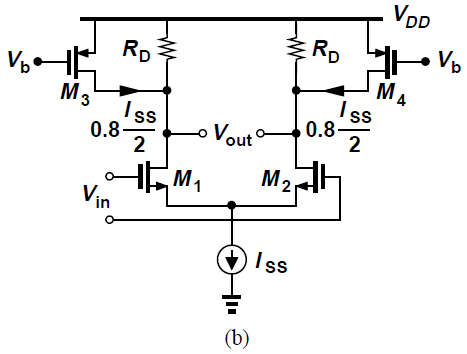 V_DD
V_b R_D R_D V_b
M_3 M_4
0.8 I_SS/2 V_out 0.8 I_SS/2
V_in M_1 M_2
I_SS
(b)